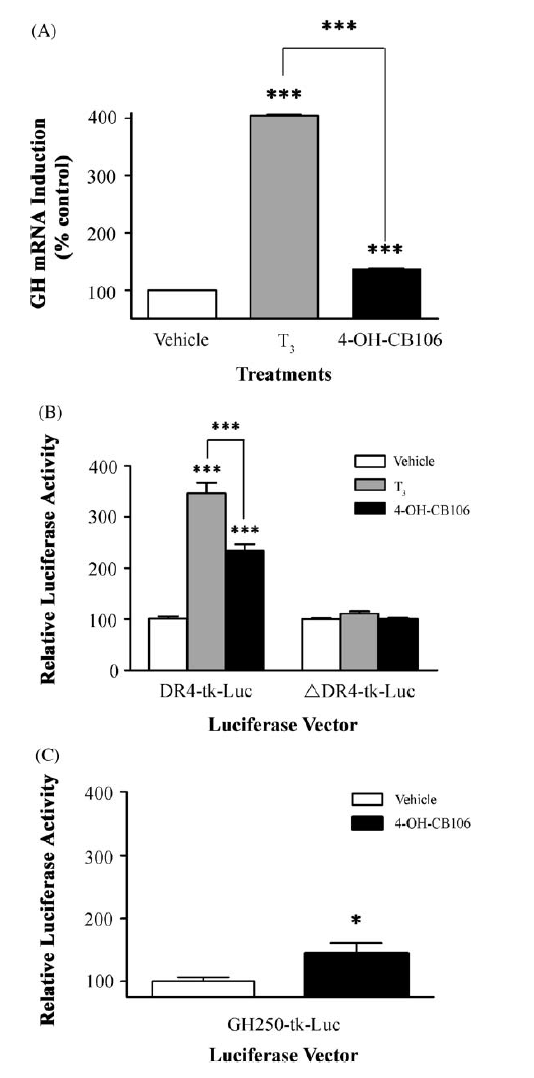 (A)
***
***
***
GH mRNA Induction
(% control)
400
300
200
100
Vehicle
T3
4-OH-CB106
Treatments
(B)
***
***
***
Relative Luciferase Activity
400
300
200
100
0
Vehicle
T3
4-OH-CB106
DR4-tk-Luc
△DR4-tk-Luc
Luciferase Vector
(C)
Relative Luciferase Activity
400
300
200
100
Vehicle
4-OH-CB106
*
GH250-tk-Luc
Luciferase Vector